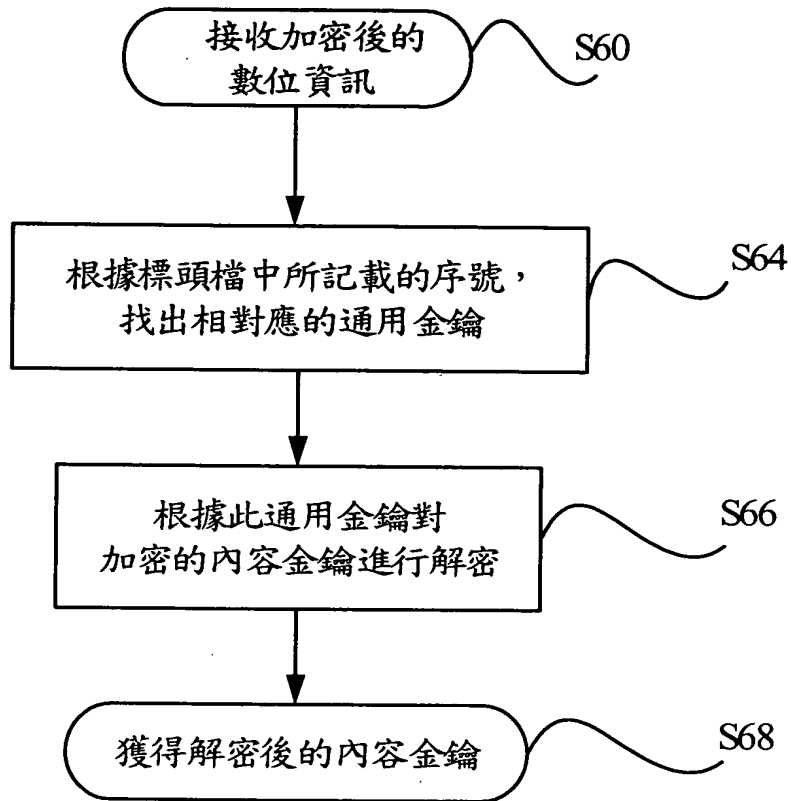 接收加密後的
數位資訊
S60
根據標頭檔中所記載的序號，
找出相對應的通用金鑰
S64
根據此通用金鑰對
加密的內容金鑰進行解密
S66
獲得解密後的內容金鑰
S68